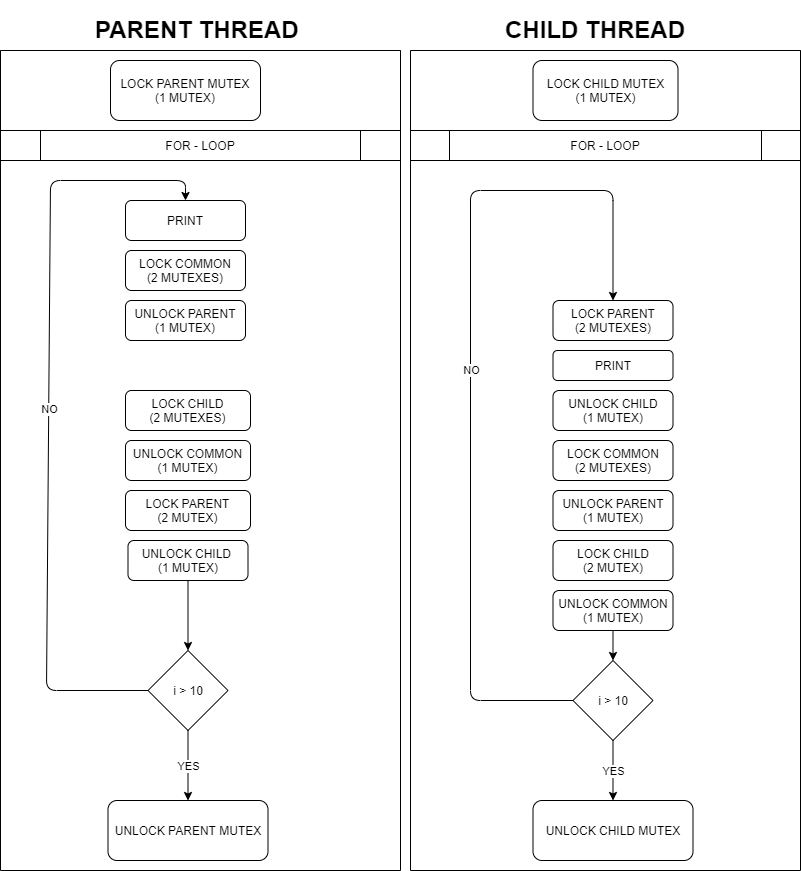 PARENT THREAD
LOCK PARENT MUTEX
(1 MUTEX)
FOR - LOOP
PRINT
LOCK COMMON
(2 MUTEXES)
UNLOCK PARENT
(1 MUTEX)
NO
LOCK CHILD
(2 MUTEXES)
UNLOCK COMMON
(1 MUTEX)
LOCK PARENT
(2 MUTEX)
UNLOCK CHILD
(1 MUTEX)
i > 10
YES
UNLOCK PARENT MUTEX
CHILD THREAD
LOCK CHILD MUTEX
(1 MUTEX)
FOR - LOOP
LOCK PARENT
(2 MUTEXES)
PRINT
NO
UNLOCK CHILD
(1 MUTEX)
LOCK COMMON
(2 MUTEXES)
UNLOCK PARENT
(1 MUTEX)
LOCK CHILD
(2 MUTEX)
UNLOCK COMMON
(1 MUTEX)
i > 10
YES
UNLOCK CHILD MUTEX